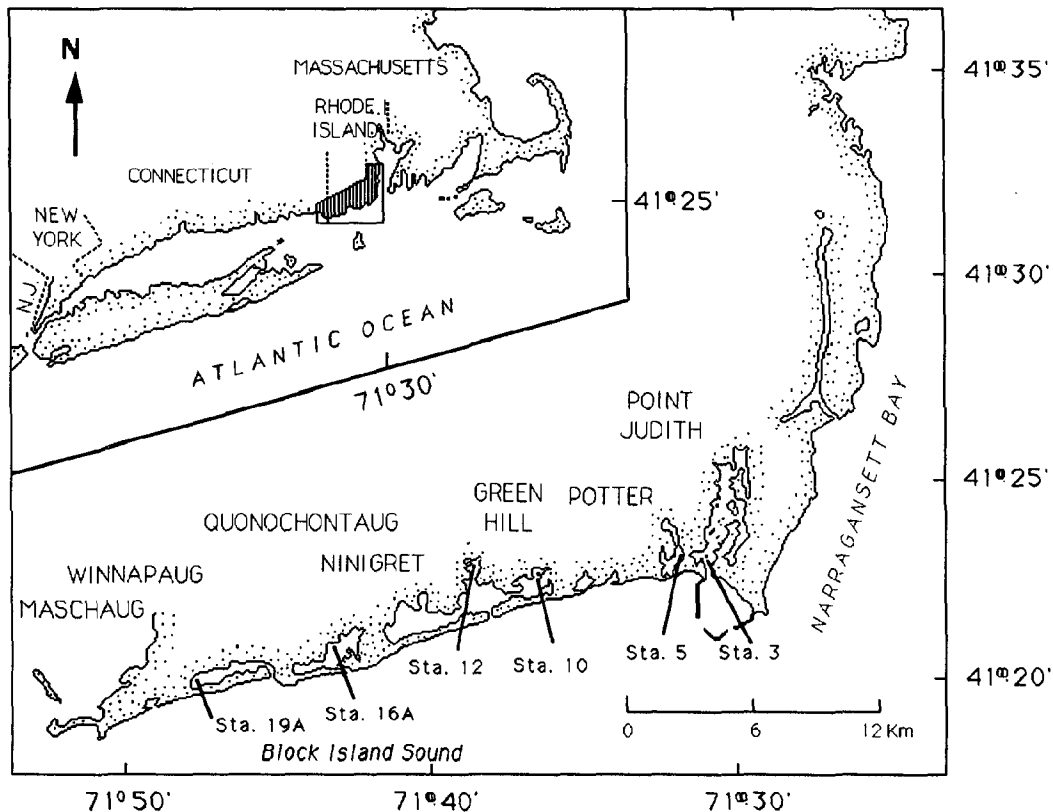 N
MASSACHUSETTS
RHODE
ISLAND
CONNECTICUT
NEW
YORK
N.J.
ATLANTIC OCEAN
71°30'
41°35'
41°25'
41°30'
41°25'
41°20'
POINT
JUDITH
NARRAGANSETT BAY
GREEN
HILL
POTTER
QUONOCHONTAUG
NINIGRET
WINNAPAUG
MASCHAUG
Sta. 12
Sta. 10
Sta. 5
Sta. 3
Sta. 16A
Sta. 19A
Block Island Sound
0 6 12 Km
71°50'
71°40'
71°30'